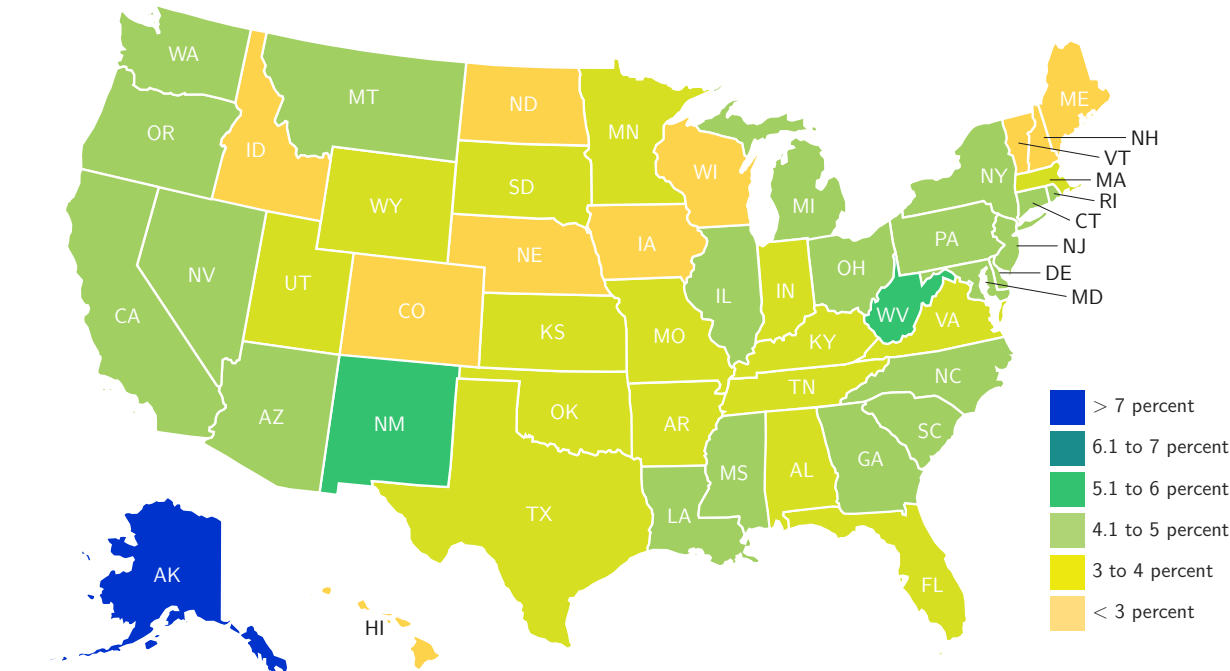 WA
MT
ND
MN
ME
OR
ID
NH
VT
WI
NY
MA
SD
RI
WY
MI
CT
IA
PA
NJ
NE
OH
DE
NV
UT
IN
IL
MD
CA
CO
WV
VA
KS
MO
KY
NC
TN
AZ
NM
OK
AR
SC
GA
AL
MS
TX
LA
FL
AK
HI
> 7 percent
6.1 to 7 percent
5.1 to 6 percent
4.1 to 5 percent
3 to 4 percent
< 3 percent